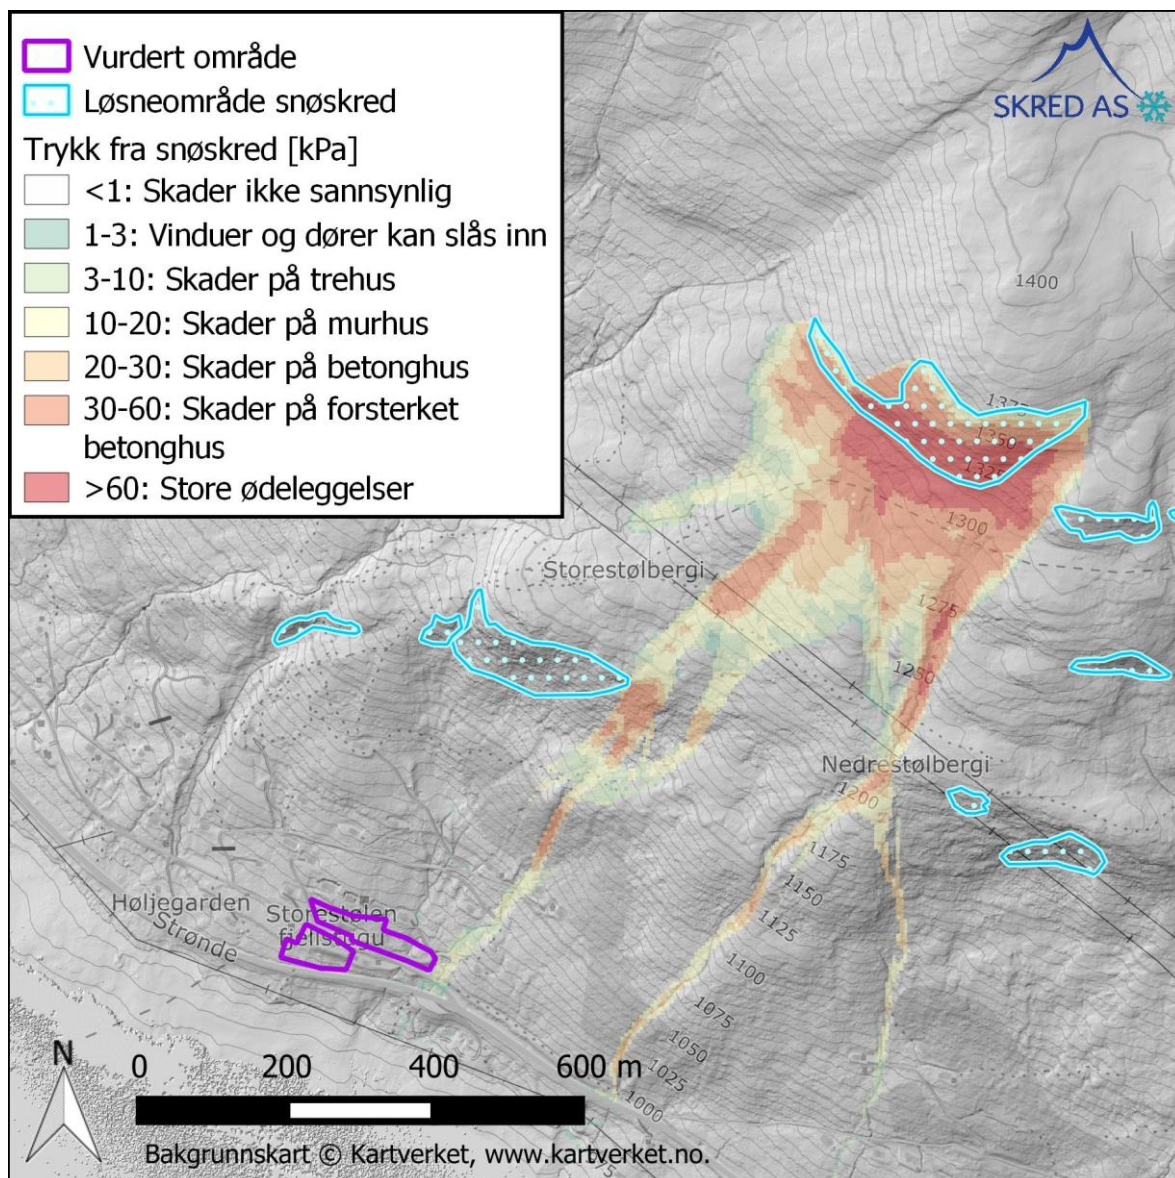 Vurdert område
Løsneområde snøskred
Trykk fra snøskred [kPa]
<1: Skader ikke sannsynlig
1-3: Vinduer og dører kan slås inn
3-10: Skader på trehus
10-20: Skader på murhus
20-30: Skader på betonghus
30-60: Skader på forsterket
betonghus
>60: Store ødeleggelser
SKRED AS
1400
1375
1350
1325
1300
Storestølbergi
1275
1250
Nedrestølbergi
1200
1175
1150
1125
1100
1075
1050
1025
1000
Høljegarden
Strønde
Storestølen
fjellstugu
N
0 200 400 600 m
Bakgrunnskart © Kartverket, www.kartverket.no.